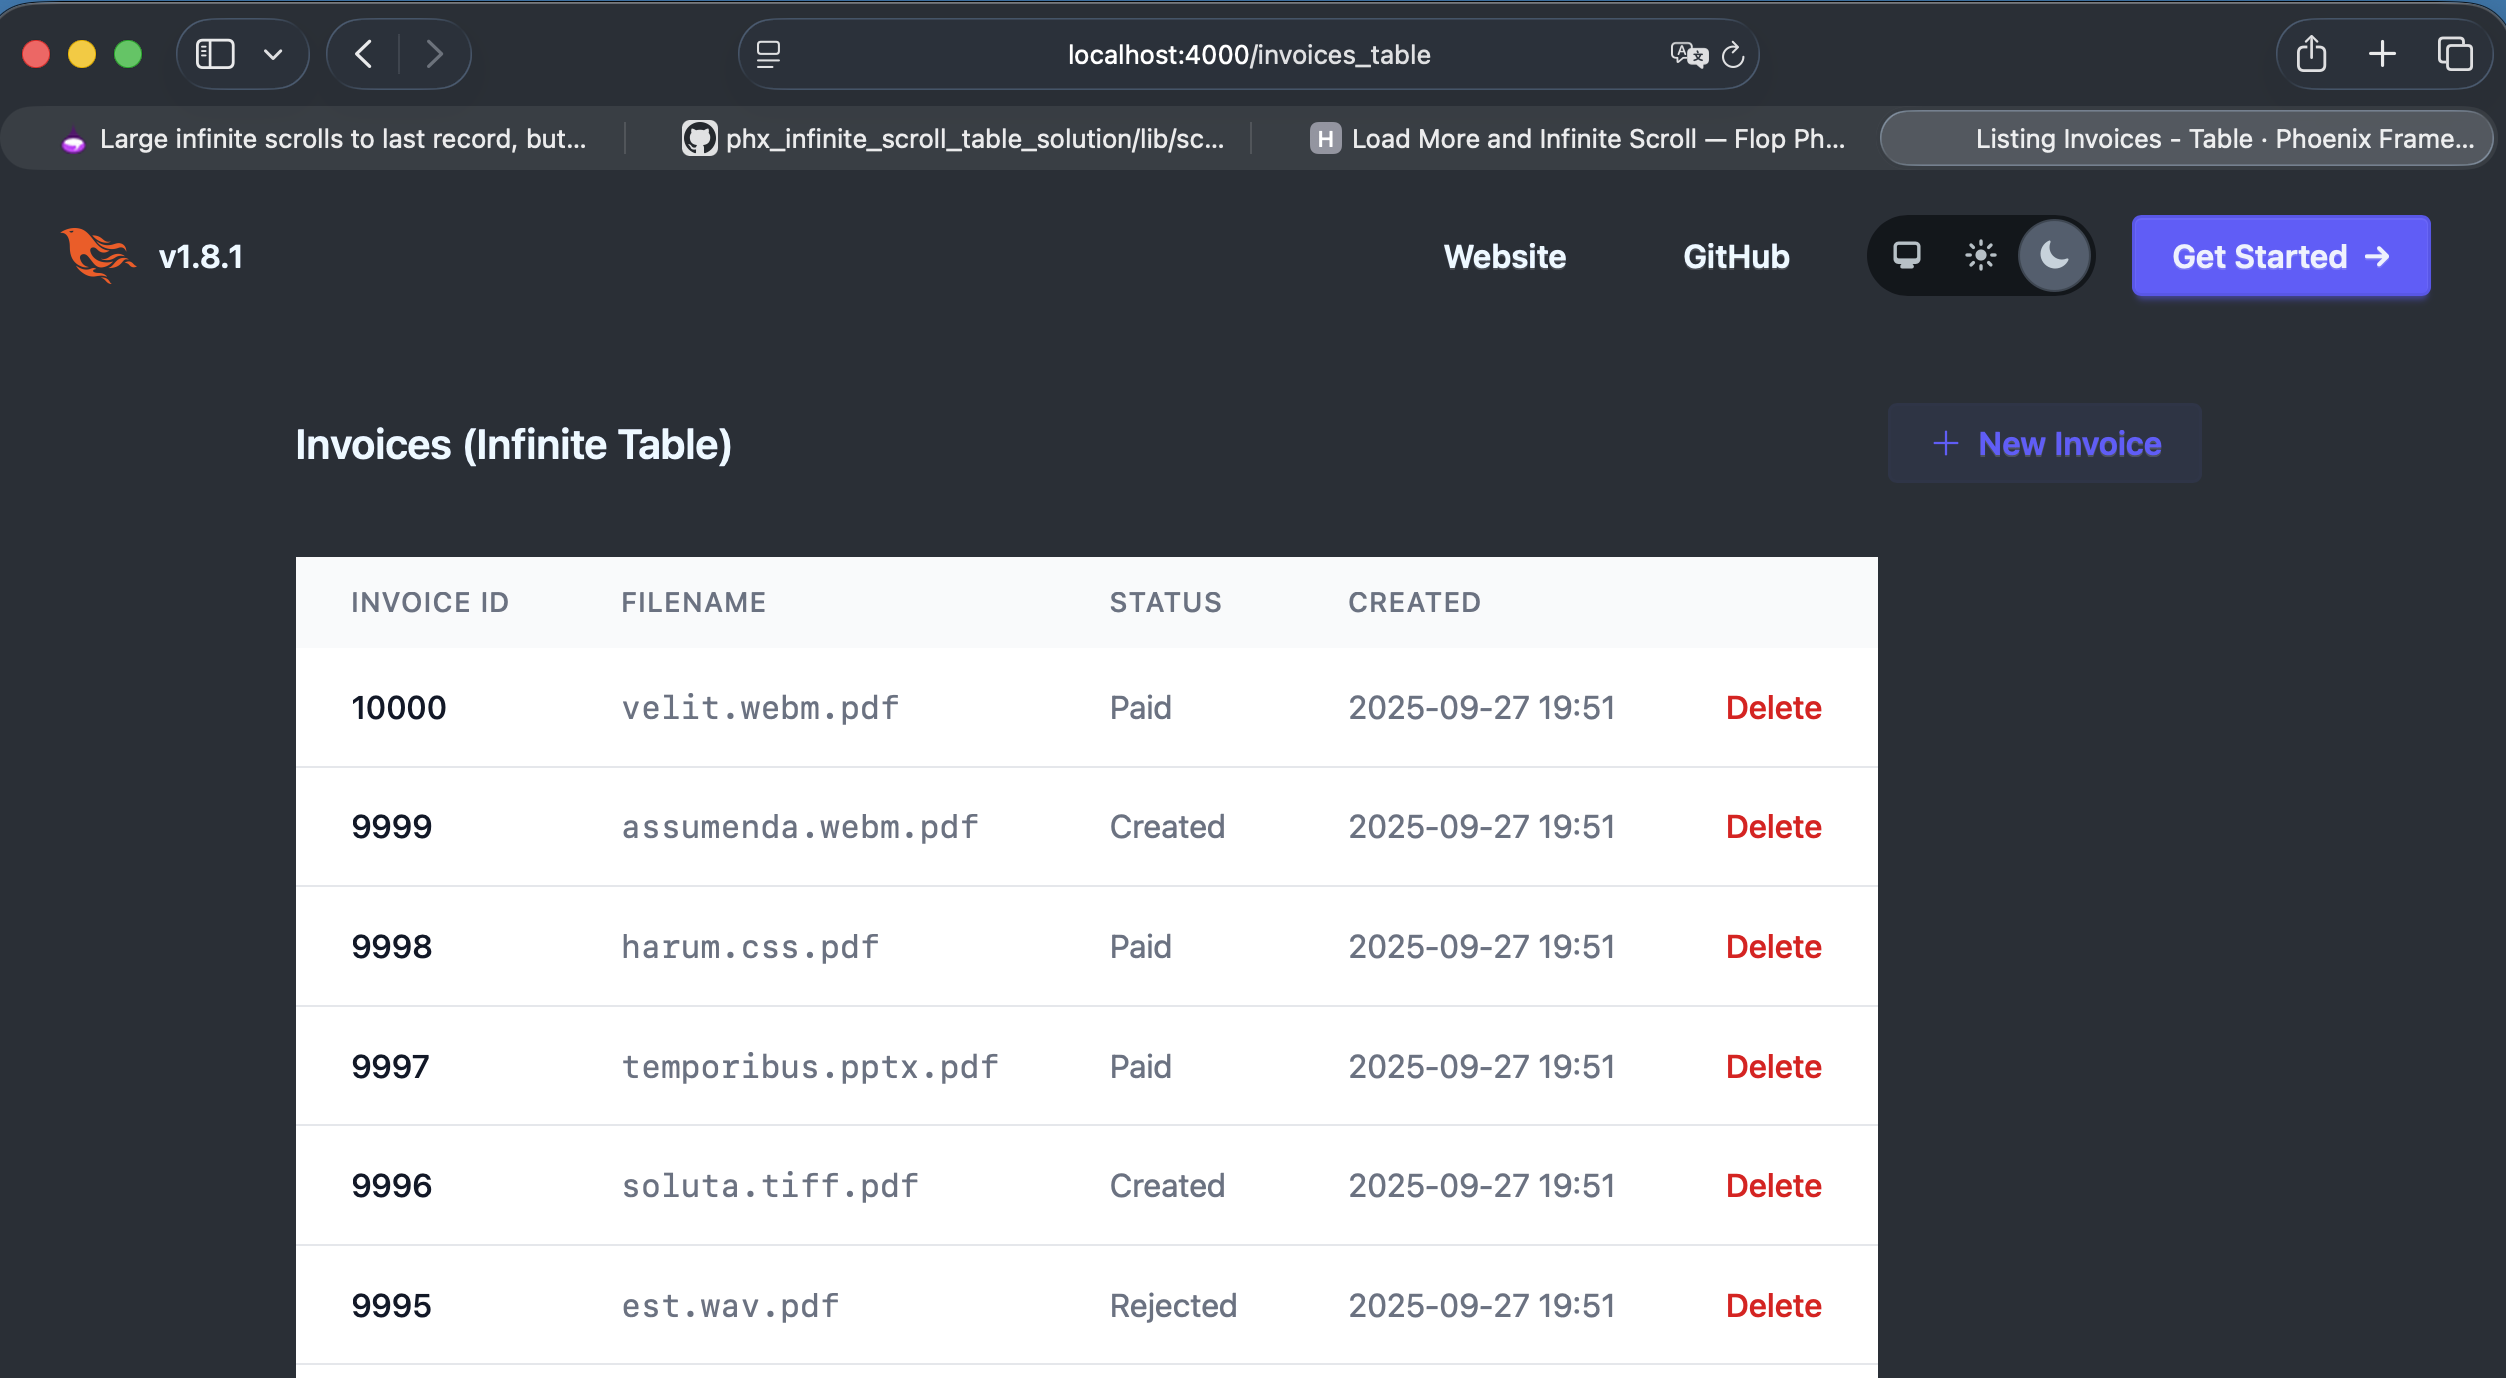 localhost:4000/invoices_table
Large infinite scrolls to last record, but...
phx_infinite_scroll_table_solution/lib/sc...
H Load More and Infinite Scroll — Flop Ph...
Listing Invoices - Table · Phoenix Frame...
v1.8.1
Website
GitHub
Get Started →
Invoices (Infinite Table)
+ New Invoice
INVOICE ID FILENAME STATUS CREATED
10000 velit.webm.pdf Paid 2025-09-27 19:51 Delete
9999 assumenda.webm.pdf Created 2025-09-27 19:51 Delete
9998 harum.css.pdf Paid 2025-09-27 19:51 Delete
9997 temporibus.pptx.pdf Paid 2025-09-27 19:51 Delete
9996 soluta.tiff.pdf Created 2025-09-27 19:51 Delete
9995 est.wav.pdf Rejected 2025-09-27 19:51 Delete